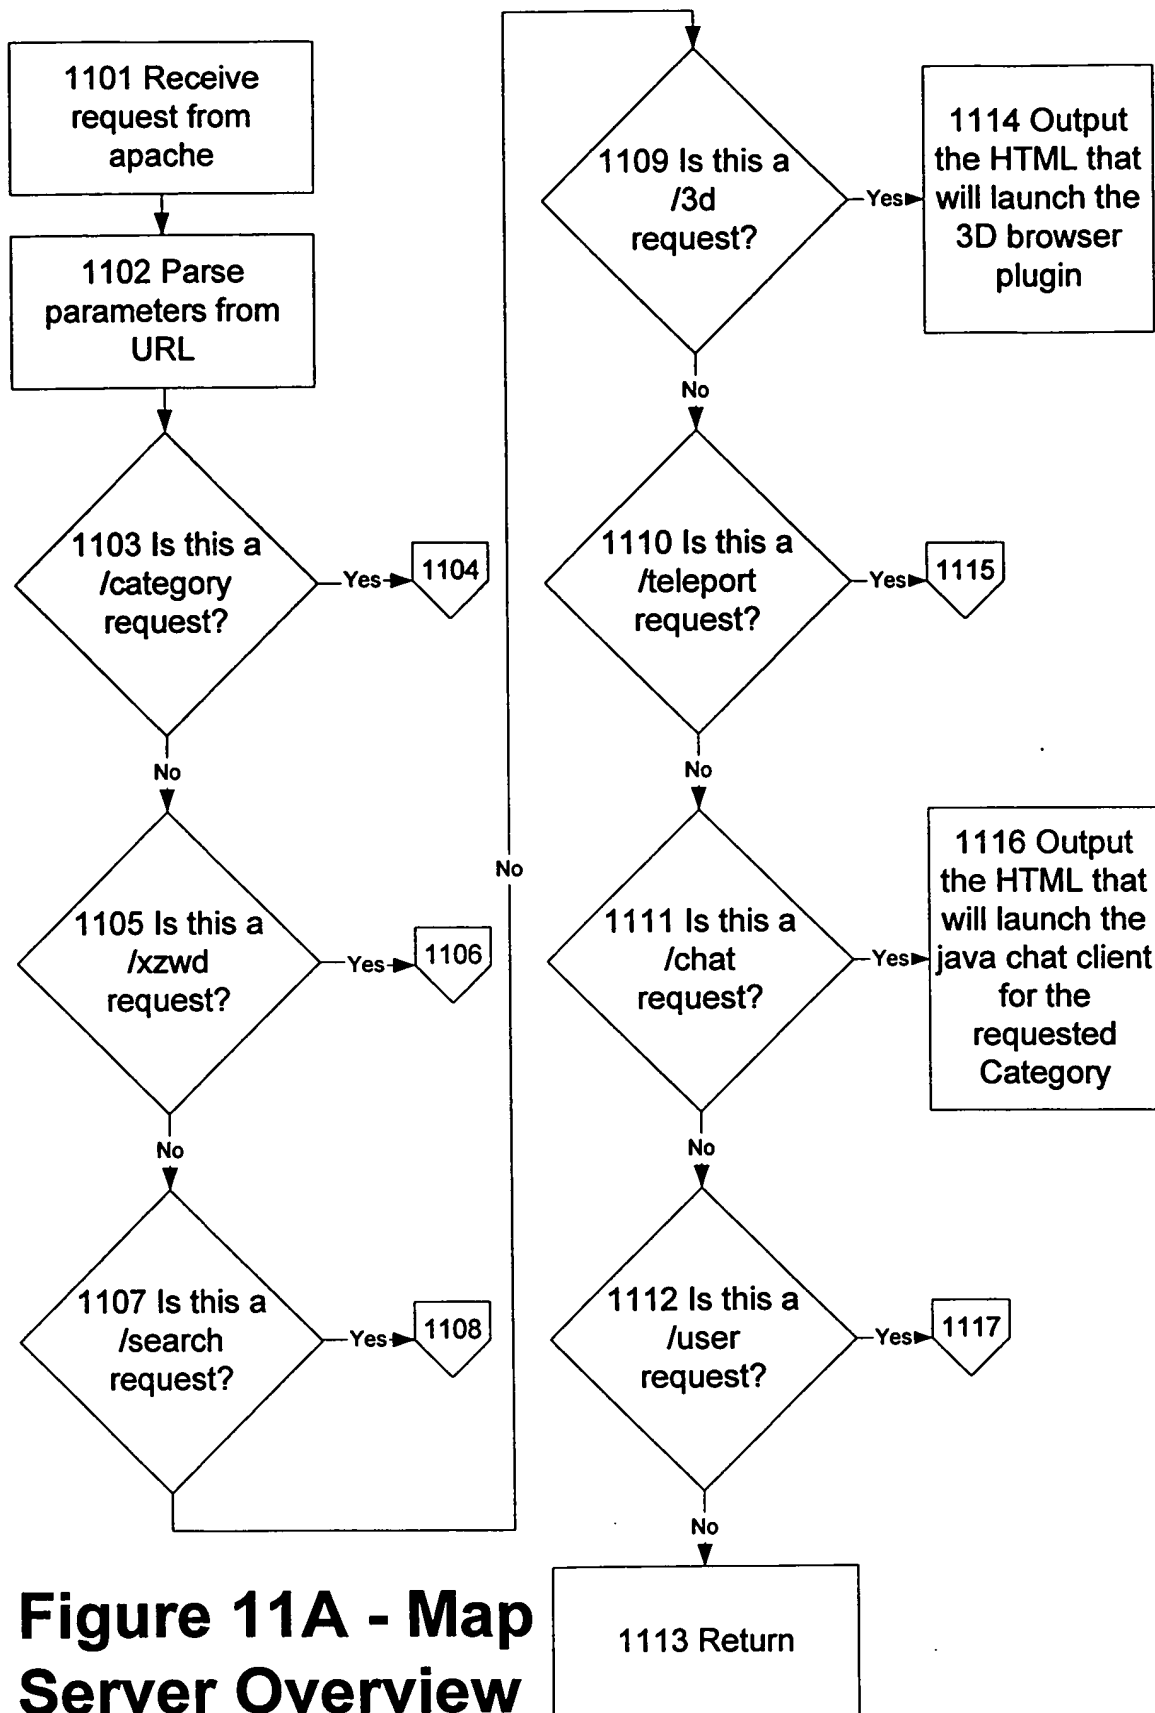 1101 Receive
request from
apache
1102 Parse
parameters from
URL
1103 Is this a
/category
request?
Yes
1104
No
1105 Is this a
/xzwd
request?
Yes
1106
No
1107 Is this a
/search
request?
Yes
1108
No
1109 Is this a
/3d
request?
Yes
1114 Output
the HTML that
will launch the
3D browser
plugin
No
1110 Is this a
/teleport
request?
Yes
1115
No
1111 Is this a
/chat
request?
Yes
1116 Output
the HTML that
will launch the
java chat client
for the
requested
Category
No
1112 Is this a
/user
request?
Yes
1117
No
1113 Return
Figure 11A - Map
Server Overview